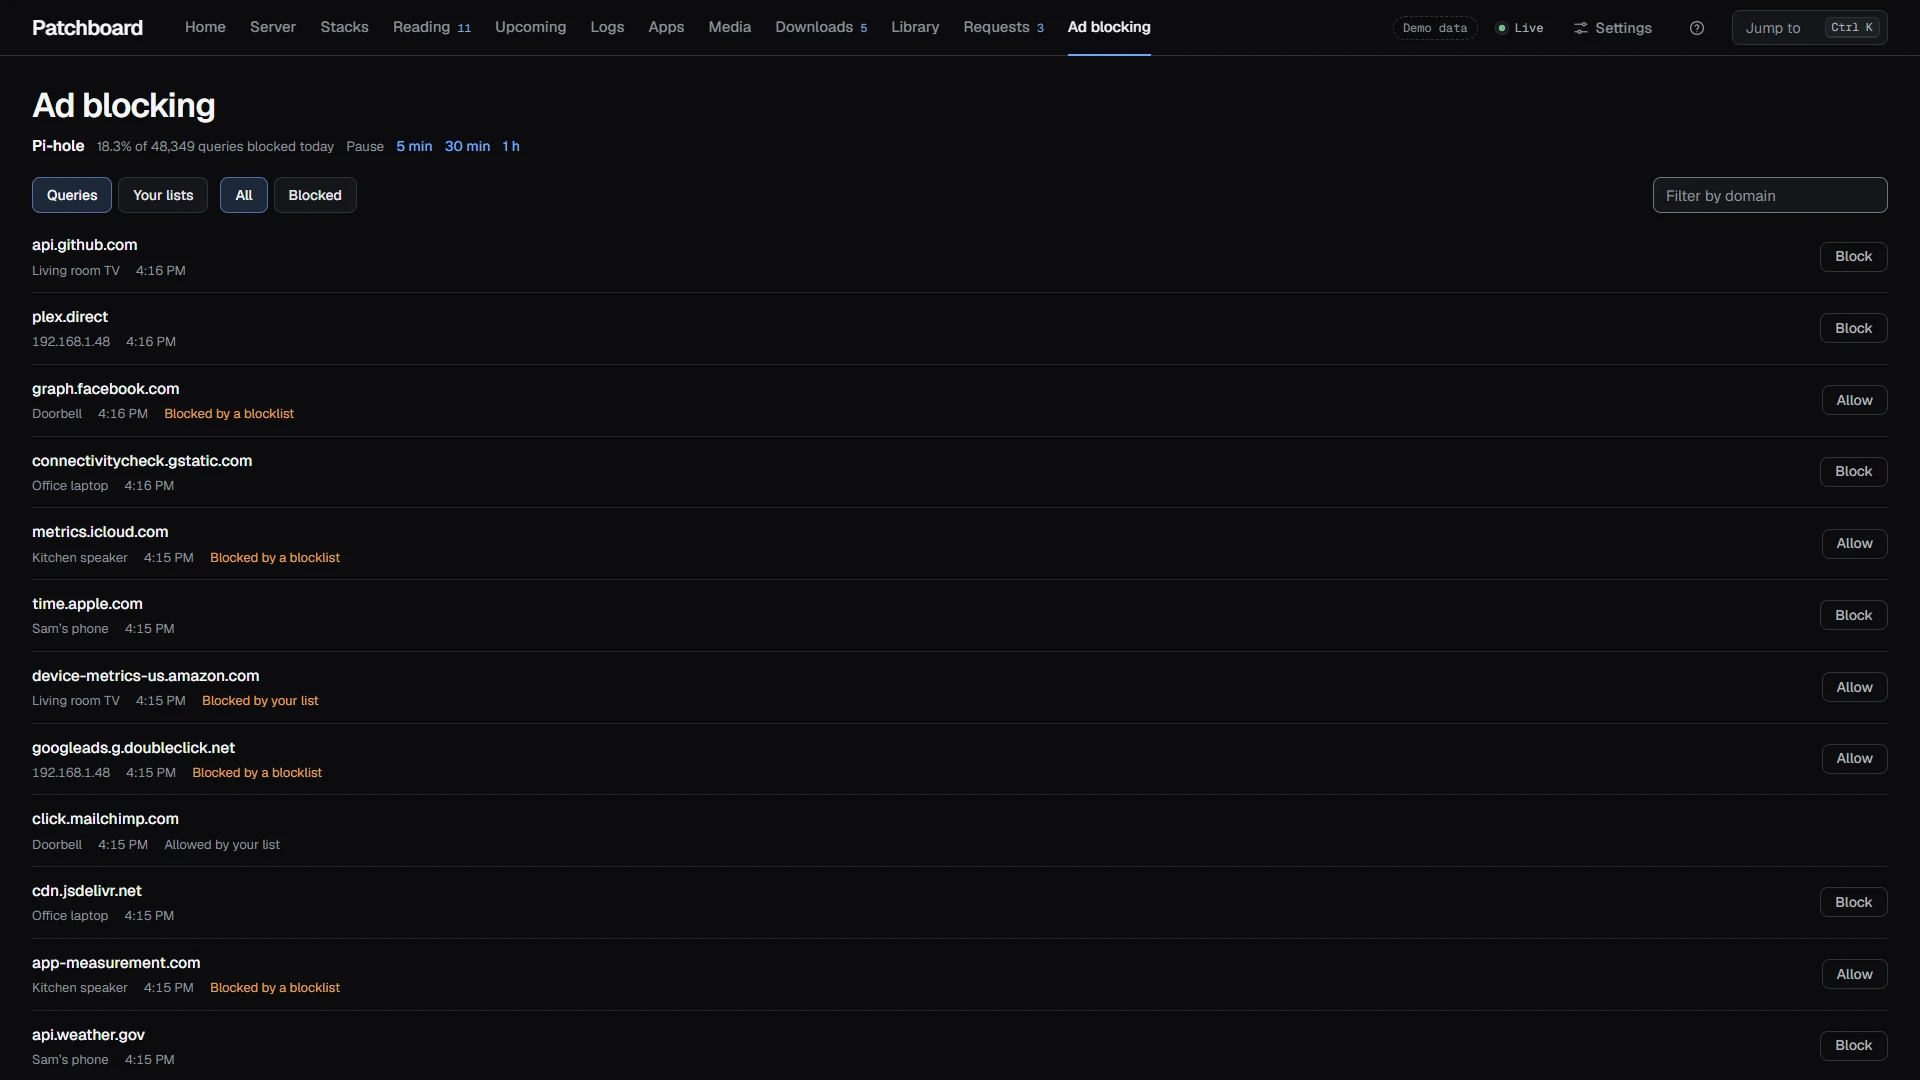 Patchboard Home Server Stacks Reading 11 Upcoming Logs Apps Media Downloads 5 Library Requests 3 Ad blocking Demo data Live Settings Jump to Ctrl K
Ad blocking
Pi-hole 18.3% of 48,349 queries blocked today Pause 5 min 30 min 1 h
Queries Your lists All Blocked Filter by domain
api.github.com
Living room TV 4:16 PM
Block
plex.direct
192.168.1.48 4:16 PM
Block
graph.facebook.com
Doorbell 4:16 PM Blocked by a blocklist
Allow
connectivitycheck.gstatic.com
Office laptop 4:16 PM
Block
metrics.icloud.com
Kitchen speaker 4:15 PM Blocked by a blocklist
Allow
time.apple.com
Sam's phone 4:15 PM
Block
device-metrics-us.amazon.com
Living room TV 4:15 PM Blocked by your list
Allow
googleads.g.doubleclick.net
192.168.1.48 4:15 PM Blocked by a blocklist
Allow
click.mailchimp.com
Doorbell 4:15 PM Allowed by your list
cdn.jsdelivr.net
Office laptop 4:15 PM
Block
app-measurement.com
Kitchen speaker 4:15 PM Blocked by a blocklist
Allow
api.weather.gov
Sam's phone 4:15 PM
Block